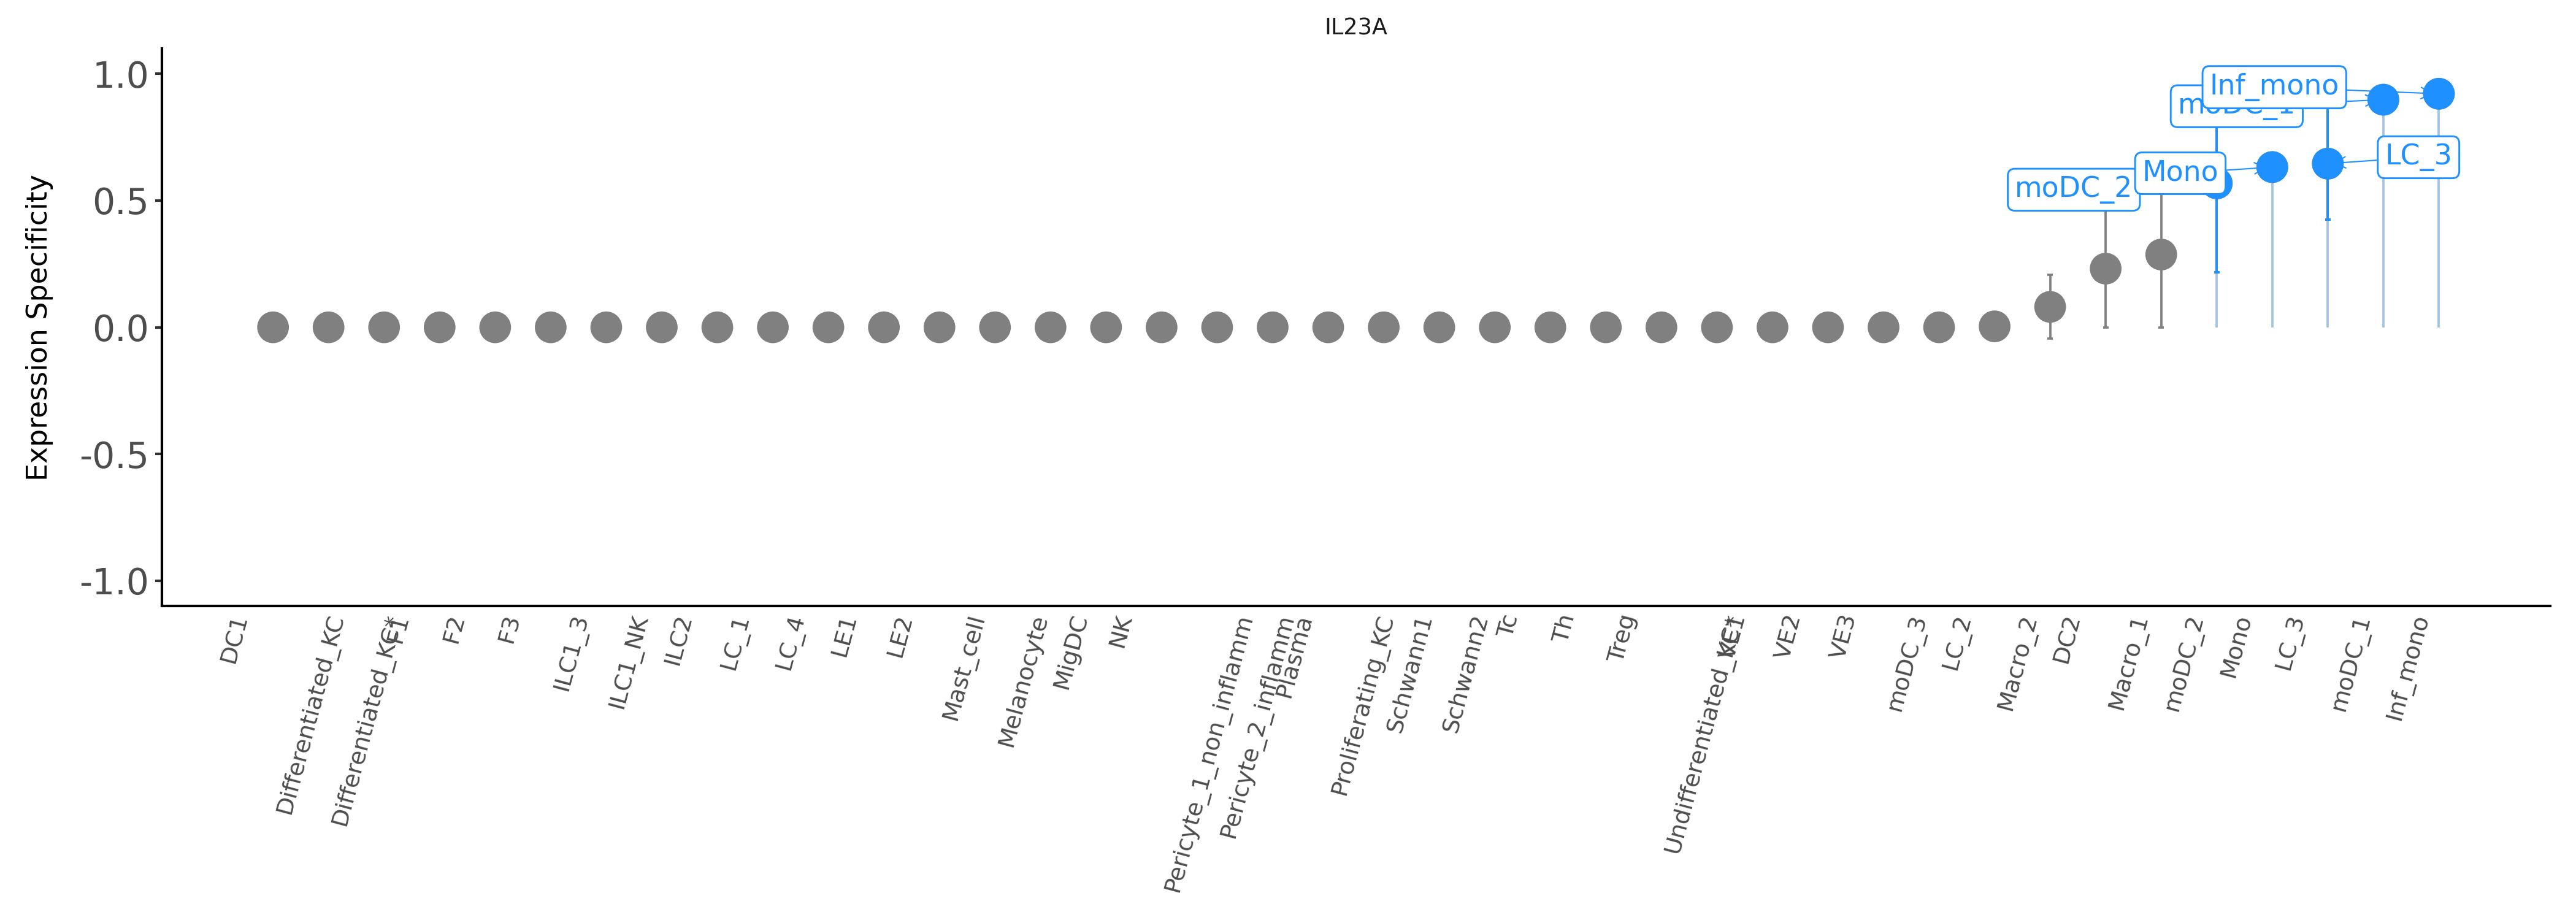 IL23A
Expression Specificity
1.0
0.5
0.0
-0.5
-1.0
Inf_mono
moDC_1
LC_3
Mono
moDC_2
DC1
Differentiated_KC
Differentiated_KC*
F1
F2
F3
ILC1_3
ILC1_NK
ILC2
LC_1
LC_4
LE1
LE2
Mast_cell
Melanocyte
MigDC
NK
Pericyte_1_non_inflamm
Pericyte_2_inflamm
Plasma
Proliferating_KC
Schwann1
Schwann2
Tc
Th
Treg
Undifferentiated_KC*
VE1
VE2
VE3
moDC_3
LC_2
Macro_2
DC2
Macro_1
moDC_2
Mono
LC_3
moDC_1
Inf_mono